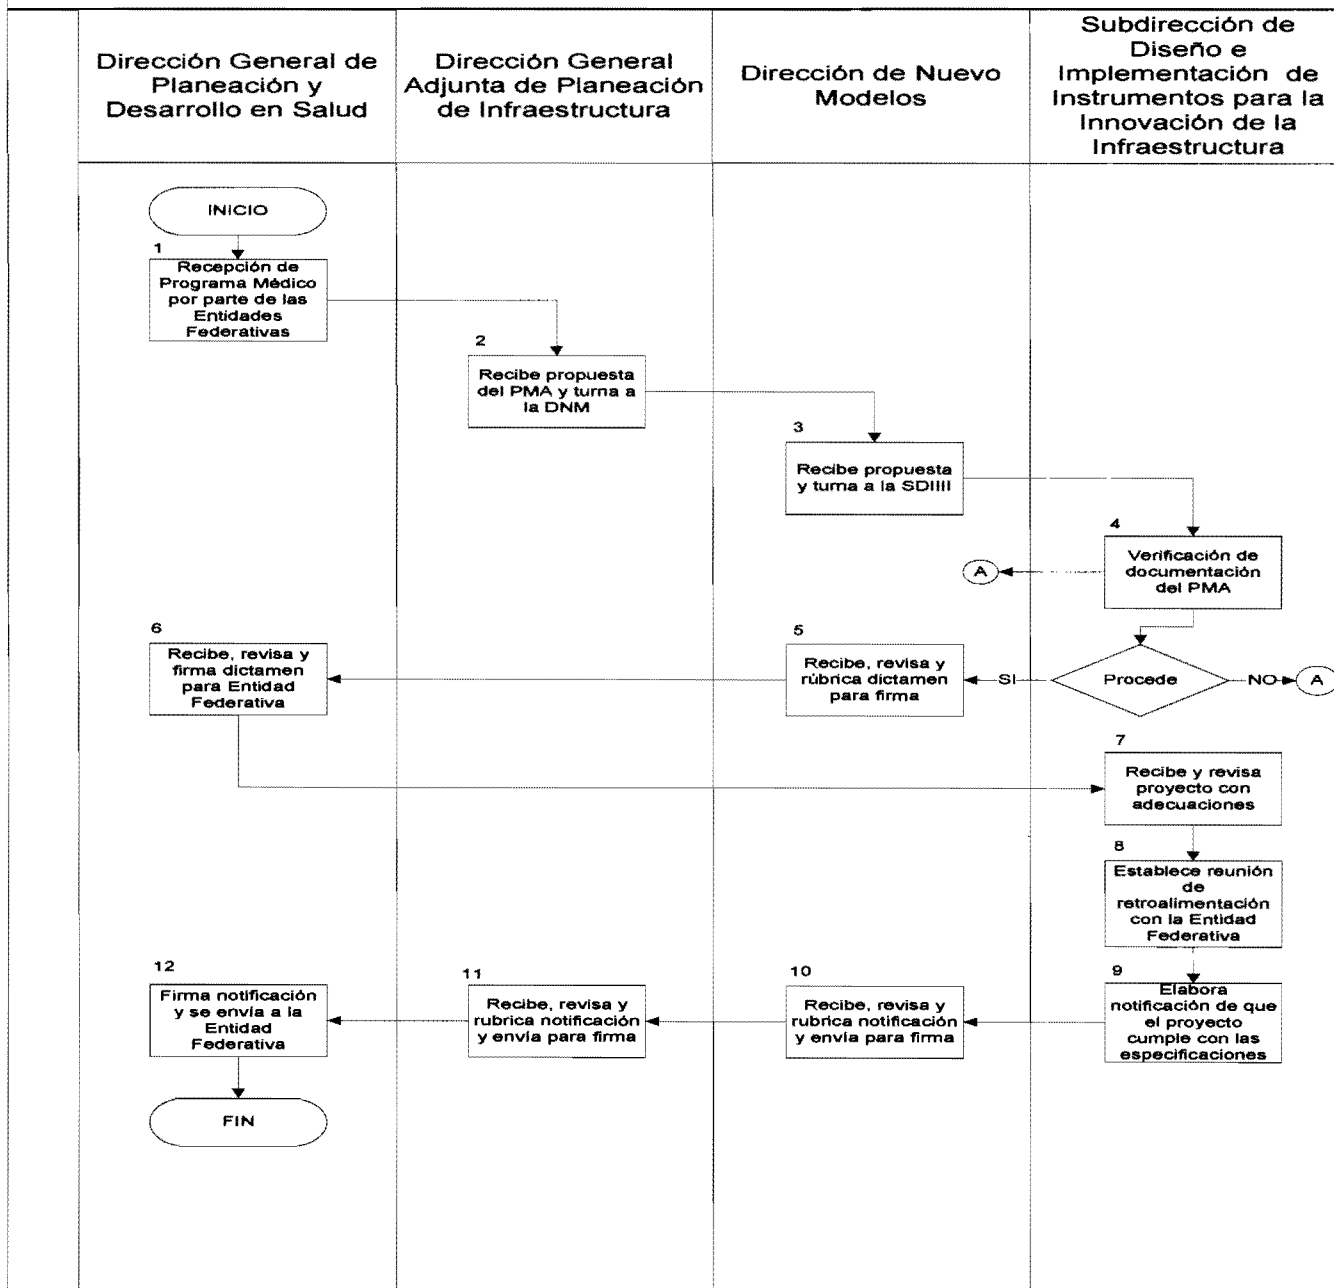 Dirección General de
Planeación y
Desarrollo en Salud
Dirección General
Adjunta de Planeación
de Infraestructura
Dirección de Nuevo
Modelos
Subdirección de
Diseño e
Implementación de
Instrumentos para la
Innovación de la
Infraestructura
INICIO
1
Recepción de
Programa Médico
por parte de las
Entidades
Federativas
2
Recibe propuesta
del PMA y turna a
la DNM
3
Recibe propuesta
y turna a la SDIIII
4
Verificación de
documentación
del PMA
A
Procede
SI
NO
A
5
Recibe, revisa y
rúbrica dictamen
para firma
6
Recibe, revisa y
firma dictamen
para Entidad
Federativa
7
Recibe y revisa
proyecto con
adecuaciones
8
Establece reunión
de
retroalimentación
con la Entidad
Federativa
9
Elabora
notificación de que
el proyecto
cumple con las
especificaciones
10
Recibe, revisa y
rubrica notificación
y envía para firma
11
Recibe, revisa y
rubrica notificación
y envía para firma
12
Firma notificación
y se envía a la
Entidad
Federativa
FIN